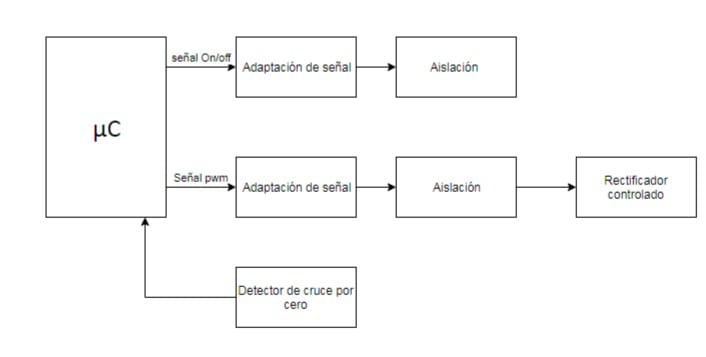 señal On/off
Adaptación de señal
Aislación
µC
Señal pwm
Adaptación de señal
Aislación
Rectificador
controlado
Detector de cruce por
cero